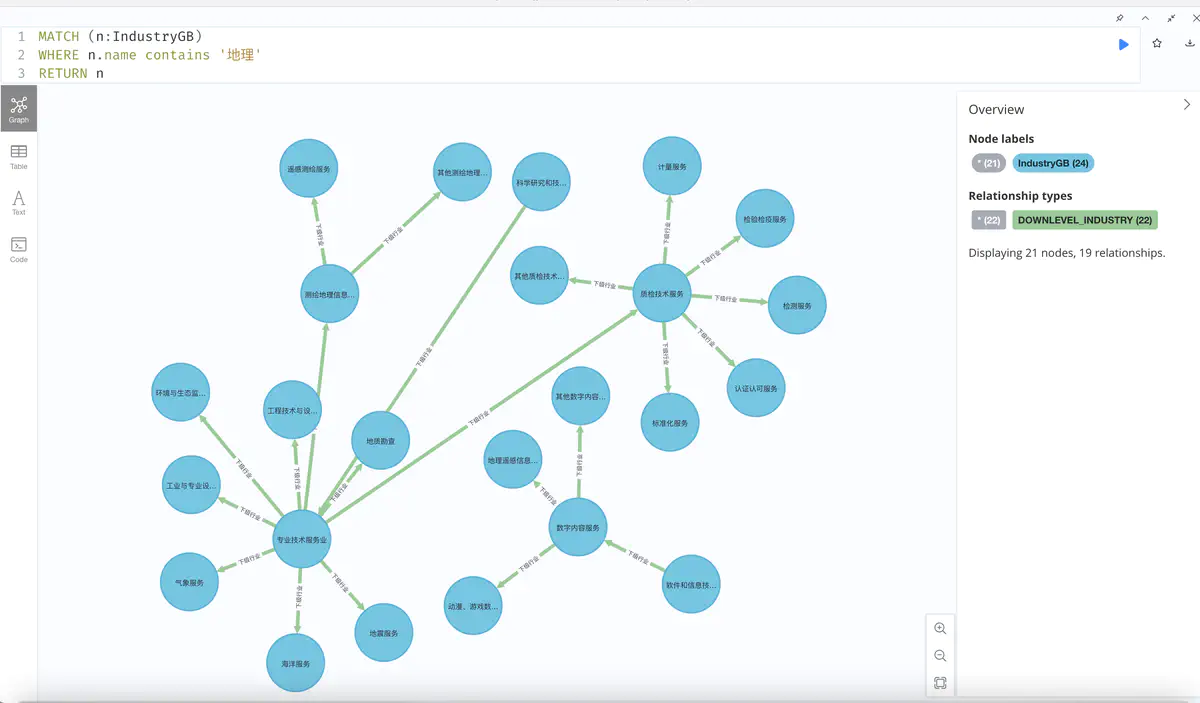 1 MATCH (n:IndustryGB)
2 WHERE n.name contains '地理'
3 RETURN n
Graph
Table
Text
Code
遥感测绘服务
其他测绘地理...
科学研究和技...
计量服务
检验检疫服务
下级行业
下级行业
下级行业
下级行业
测绘地理信息...
其他质检技术...
下级行业
质检技术服务
下级行业
检测服务
下级行业
下级行业
下级行业
环境与生态监...
工程技术与设...
地质勘查
其他数字内容...
标准化服务
认证认可服务
下级行业
下级行业
下级行业
下级行业
下级行业
地理遥感信息...
下级行业
下级行业
工业与专业设...
下级行业
专业技术服务业
数字内容服务
下级行业
下级行业
下级行业
气象服务
下级行业
下级行业
动漫、游戏数...
软件和信息技...
海洋服务
地震服务
Overview
Node labels
* (21)
IndustryGB (24)
Relationship types
* (22)
DOWNLEVEL_INDUSTRY (22)
Displaying 21 nodes, 19 relationships.